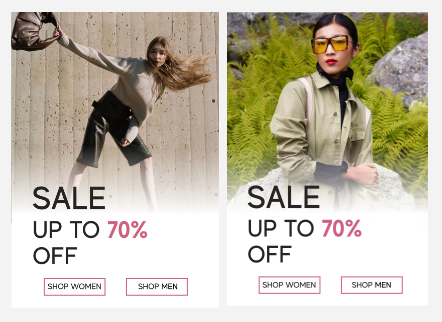 SALE
UP TO 70%
OFF
SHOP WOMEN
SHOP MEN
SALE
UP TO 70%
OFF
SHOP WOMEN
SHOP MEN